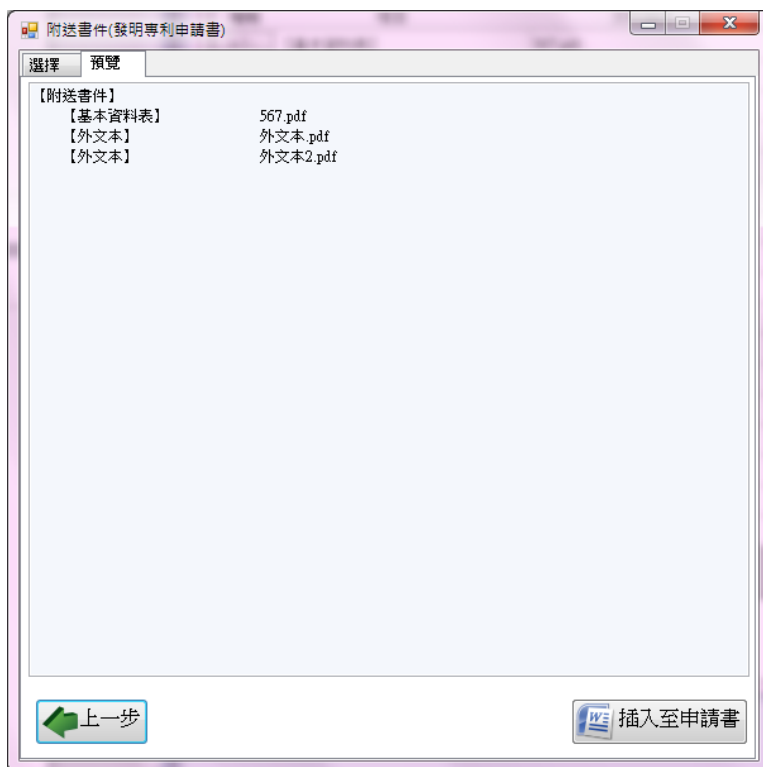 附送書件(發明專利申請書)
選擇 預覽
【附送書件】
【基本資料表】 567.pdf
【外文本】 外文本.pdf
【外文本】 外文本2.pdf
上一步 插入至申請書